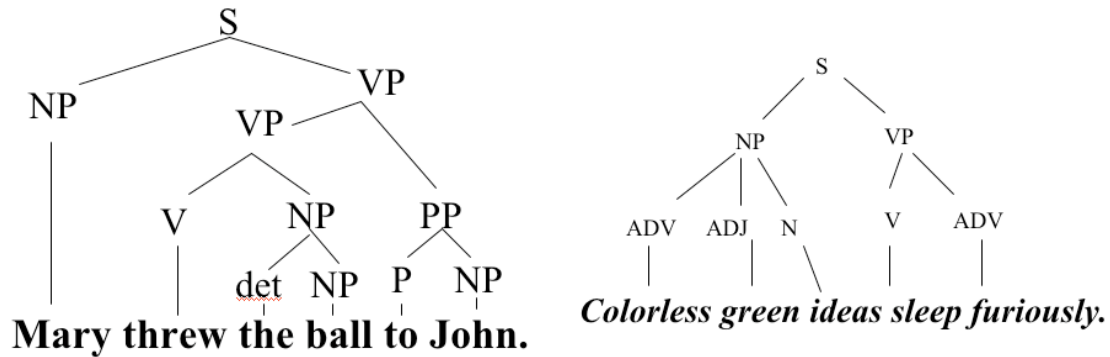 S
NP VP
VP
V NP PP
det NP P NP
Mary threw the ball to John.
S
NP VP
ADV ADJ N V ADV
Colorless green ideas sleep furiously.